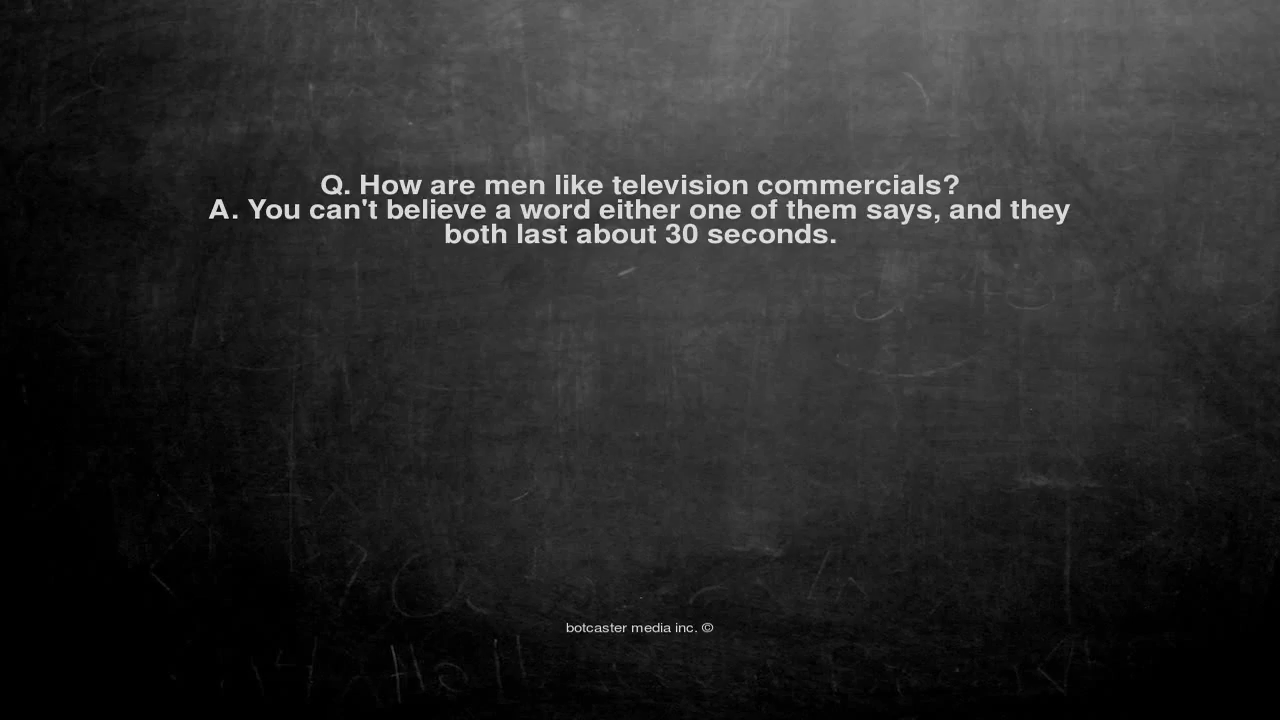 Q. How are men like television commercials?
A. You can't believe a word either one of them says, and they
both last about 30 seconds.
botcaster media inc. ©